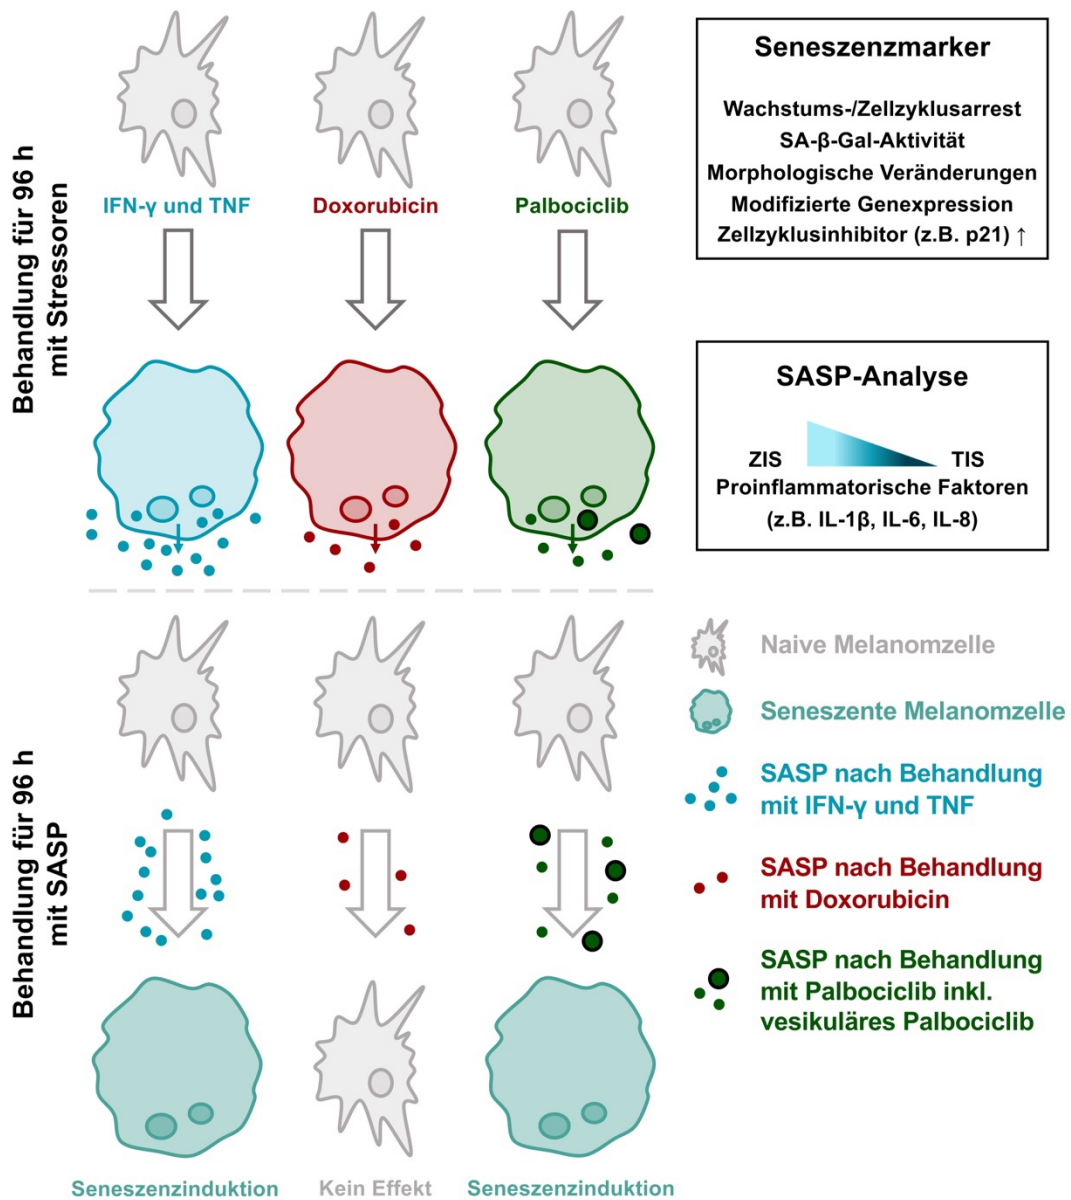 Behandlung für 96 h
mit Stressoren
IFN-γ und TNF
Doxorubicin
Palbociclib
Seneszenzmarker
Wachstums-/Zellzyklusarrest
SA-β-Gal-Aktivität
Morphologische Veränderungen
Modifizierte Genexpression
Zellzyklusinhibitor (z.B. p21) ↑
SASP-Analyse
ZIS
TIS
Proinflammatorische Faktoren
(z.B. IL-1β, IL-6, IL-8)
Behandlung für 96 h
mit SASP
Naive Melanomzelle
Seneszente Melanomzelle
SASP nach Behandlung
mit IFN-γ und TNF
SASP nach Behandlung
mit Doxorubicin
SASP nach Behandlung
mit Palbociclib inkl.
vesikuläres Palbociclib
Seneszenzinduktion
Kein Effekt
Seneszenzinduktion